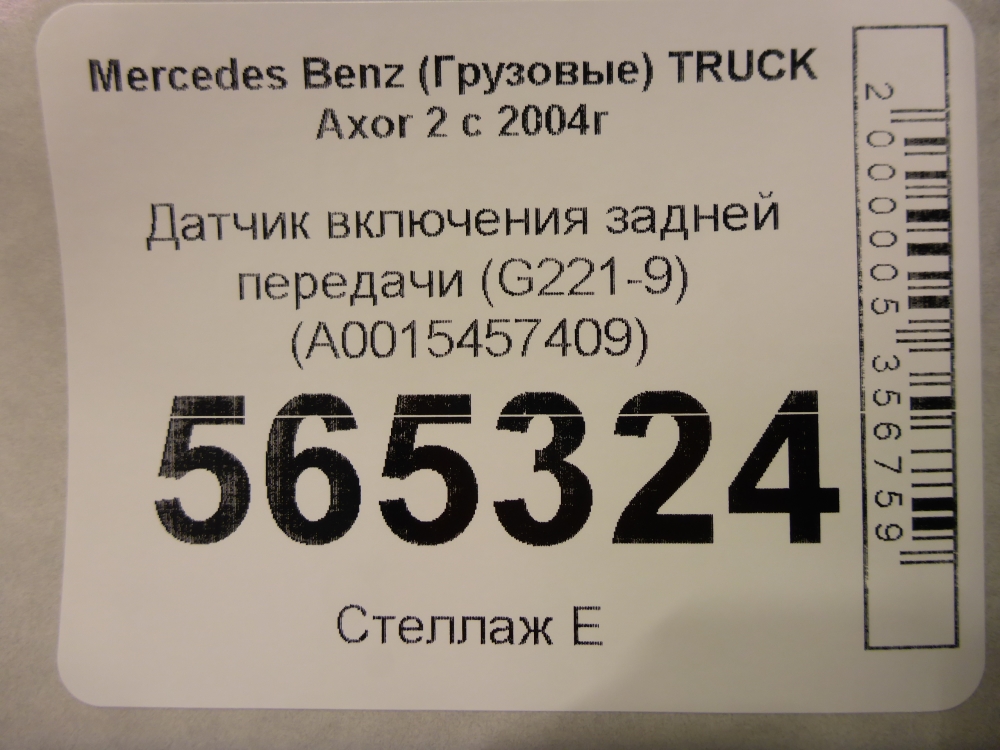 Mercedes Benz (Грузовые) TRUCK
Axor 2 с 2004г
Датчик включения задней
передачи (G221-9)
(A0015457409)
565324
Стеллаж Е
2000005356759